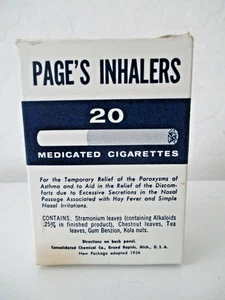 PAGE'S INHALERS
20
MEDICATED CIGARETTES
For the Temporary Relief of the Paroxysms of
Asthma and to Aid in the Relief of the Discom-
forts due to Excessive Secretions in the Nasal
Passage Associated with Hay Fever and Simple
Nasal Irritations.
CONTAINS: Stramonium leaves (containing Alkaloids
.25% in finished product), Chestnut leaves, Tea
leaves, Gum Benzion, Kola nuts.
Directions on back panel.
Consolidated Chemical Co., Grand Rapids, Mich., U. S. A.
New Package adopted 1956